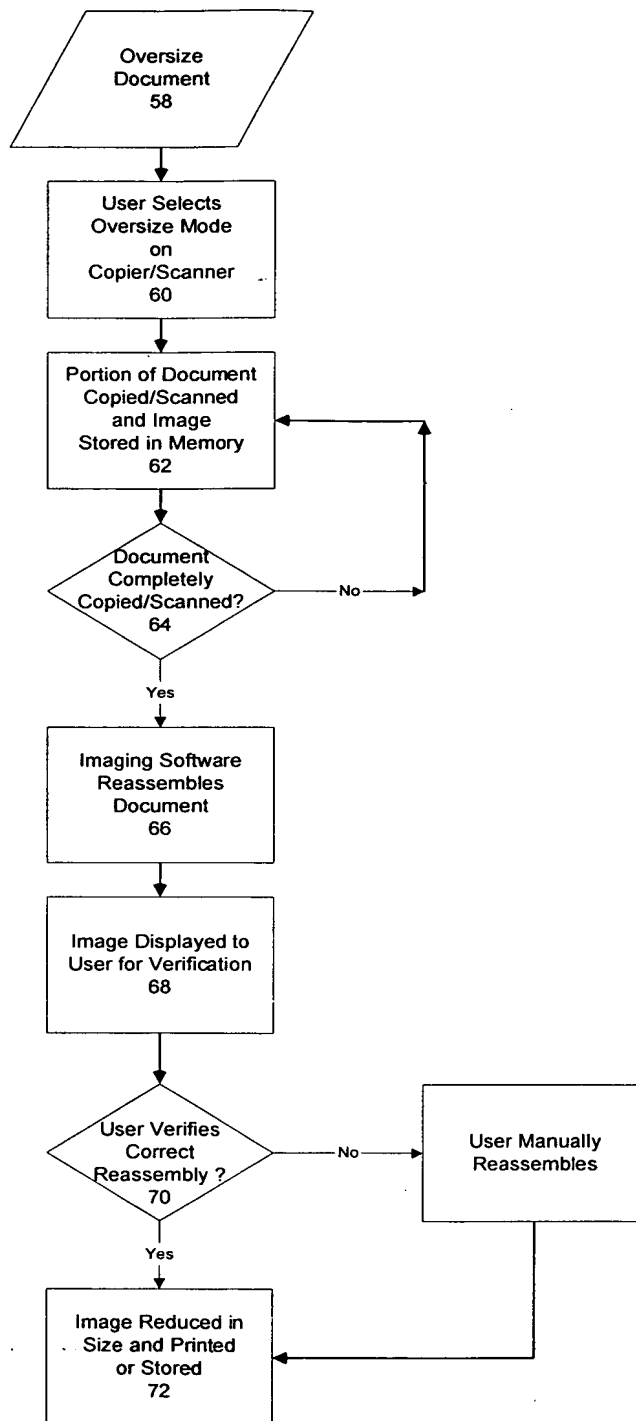 Oversize
Document
58
User Selects
Oversize Mode
on
Copier/Scanner
60
Portion of Document
Copied/Scanned
and Image
Stored in Memory
62
Document
Completely
Copied/Scanned?
64
No
Yes
Imaging Software
Reassembles
Document
66
Image Displayed to
User for Verification
68
User Verifies
Correct
Reassembly ?
70
No
User Manually
Reassembles
Yes
Image Reduced in
Size and Printed
or Stored
72